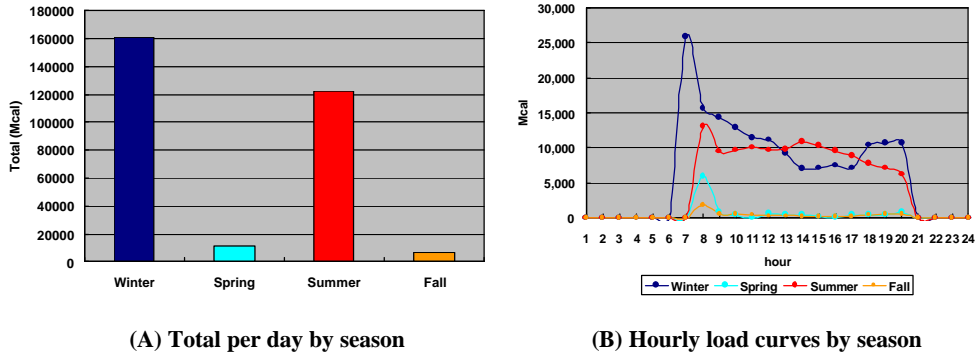 180000
160000
140000
120000
100000
80000
60000
40000
20000
0
Total (Mcal)
Winter Spring Summer Fall
(A) Total per day by season
30,000
25,000
20,000
15,000
10,000
5,000
0
Mcal
1 2 3 4 5 6 7 8 9 10 11 12 13 14 15 16 17 18 19 20 21 22 23 24
hour
Winter Spring Summer Fall
(B) Hourly load curves by season